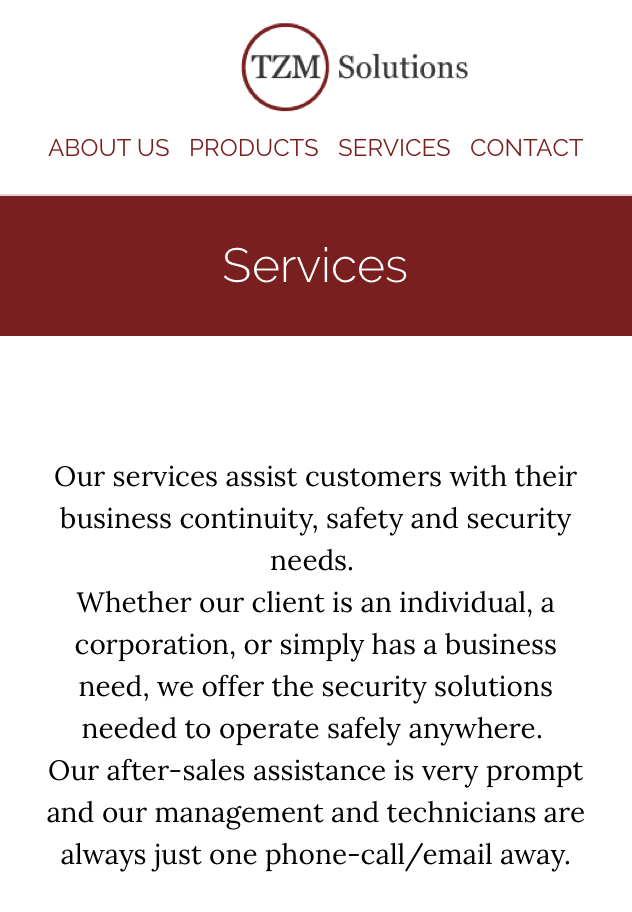 TZM Solutions
ABOUT US PRODUCTS SERVICES CONTACT
Services
Our services assist customers with their
business continuity, safety and security
needs.
Whether our client is an individual, a
corporation, or simply has a business
need, we offer the security solutions
needed to operate safely anywhere.
Our after-sales assistance is very prompt
and our management and technicians are
always just one phone-call/email away.